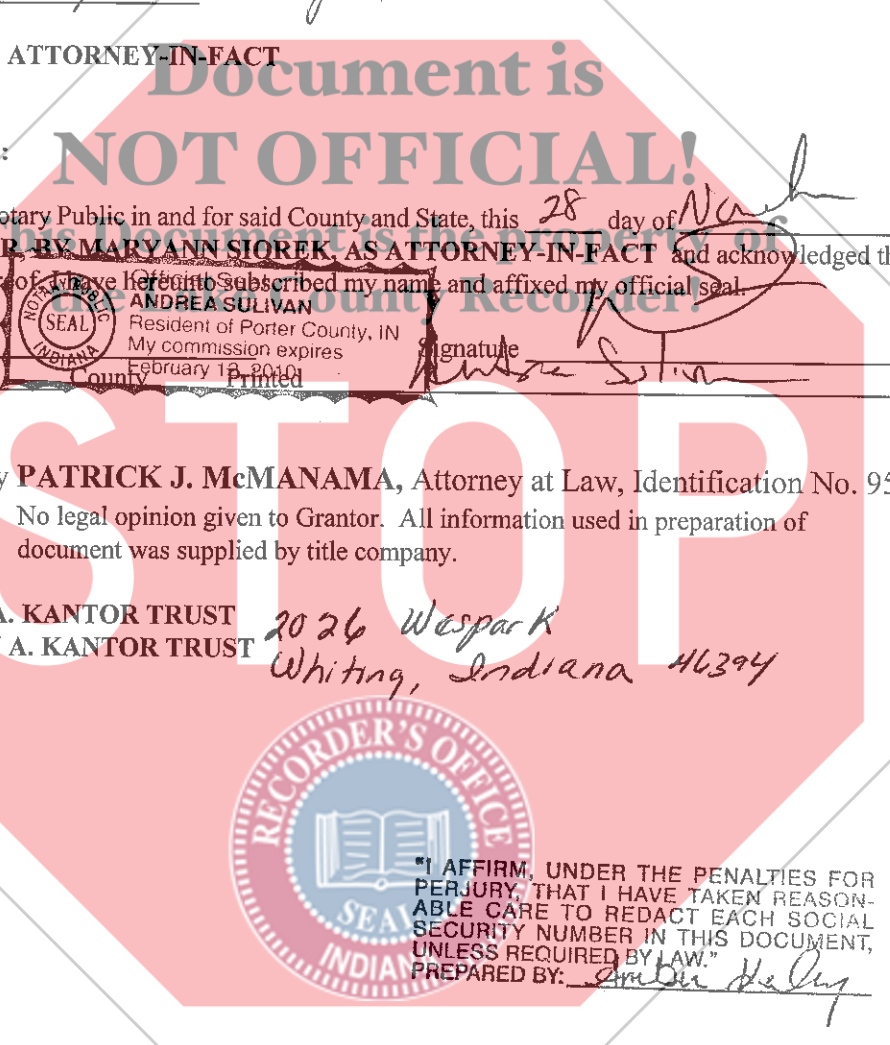 ATTORNEY-IN-FACT
Document is
NOT OFFICIAL!
:
otary Public in and for said County and State, this 28 day of
This Document is the property of
R, BY MARYANN SIOREK, AS ATTORNEY-IN-FACT and acknowledged th
of, I have hereunto subscribed my name and affixed my official seal.
the Lake County Recorder!
NOTARY PUBLIC
SEAL
INDIANA
Official Seal
ANDREA SULIVAN
Resident of Porter County, IN
My commission expires
February 2010
Signature
County Printed
STOP
y PATRICK J. McMANAMA, Attorney at Law, Identification No. 95
No legal opinion given to Grantor. All information used in preparation of
document was supplied by title company.
A. KANTOR TRUST
A. KANTOR TRUST
2026 Wespark
Whiting, Indiana 46394
RECORDER'S OFFICE
SEAL
INDIANA
"I AFFIRM, UNDER THE PENALTIES FOR
PERJURY, THAT I HAVE TAKEN REASON-
ABLE CARE TO REDACT EACH SOCIAL
SECURITY NUMBER IN THIS DOCUMENT,
UNLESS REQUIRED BY LAW."
PREPARED BY: